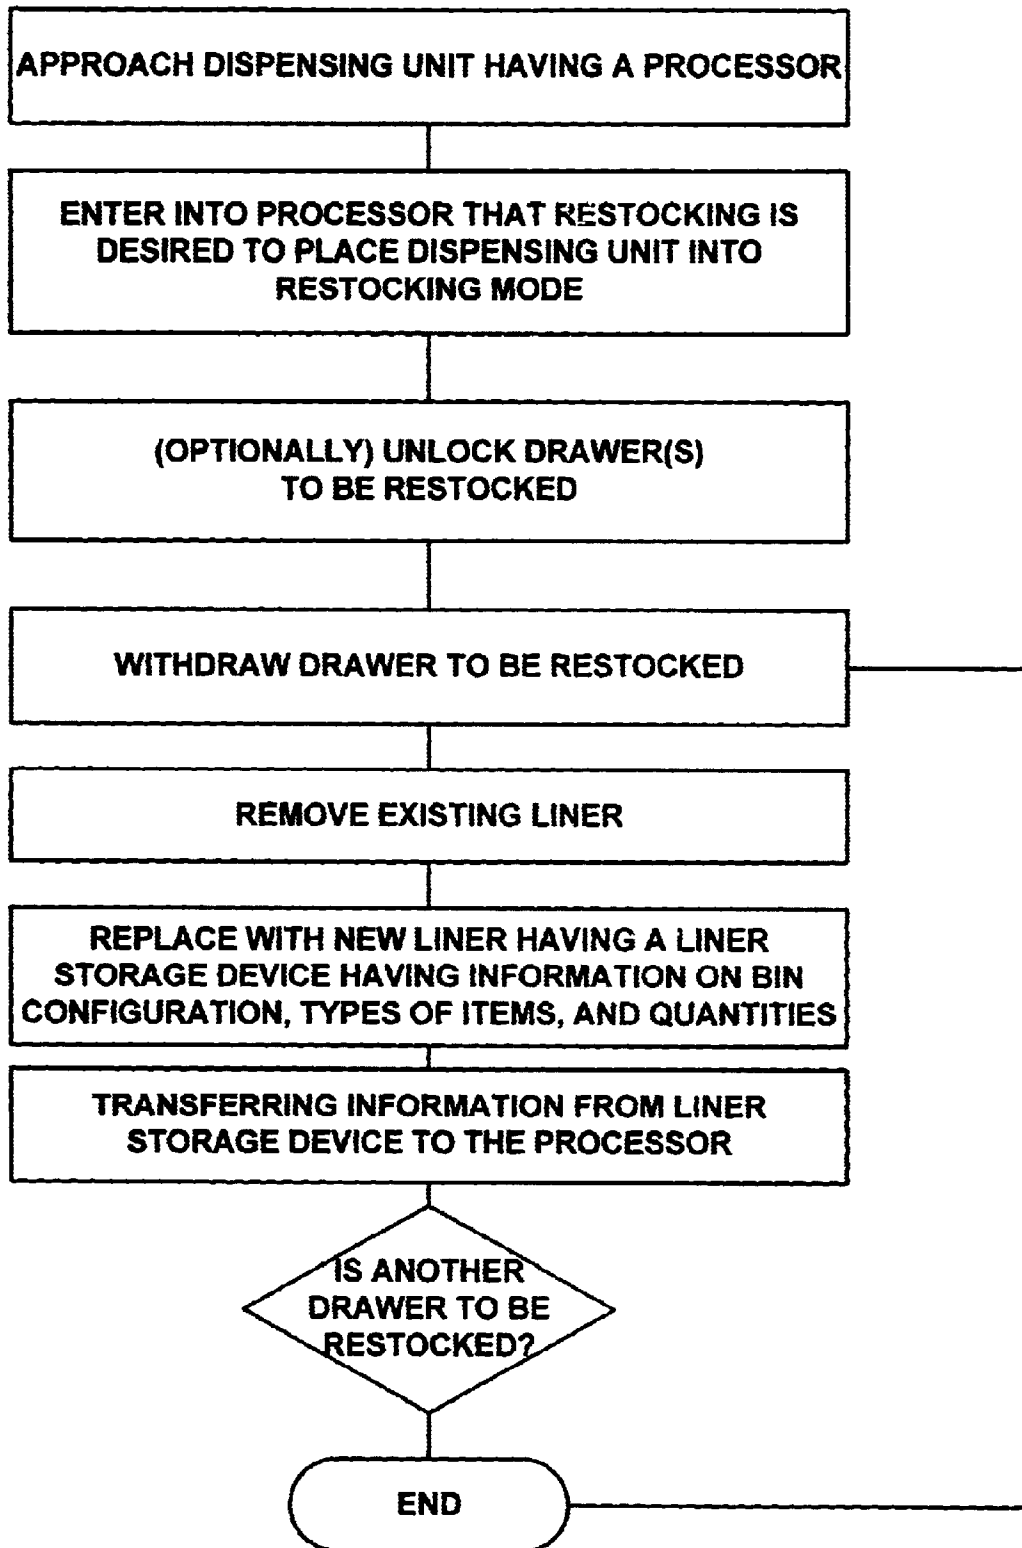 APPROACH DISPENSING UNIT HAVING A PROCESSOR
ENTER INTO PROCESSOR THAT RESTOCKING IS
DESIRED TO PLACE DISPENSING UNIT INTO
RESTOCKING MODE
(OPTIONALLY) UNLOCK DRAWER(S)
TO BE RESTOCKED
WITHDRAW DRAWER TO BE RESTOCKED
REMOVE EXISTING LINER
REPLACE WITH NEW LINER HAVING A LINER
STORAGE DEVICE HAVING INFORMATION ON BIN
CONFIGURATION, TYPES OF ITEMS, AND QUANTITIES
TRANSFERRING INFORMATION FROM LINER
STORAGE DEVICE TO THE PROCESSOR
IS ANOTHER
DRAWER TO BE
RESTOCKED?
END